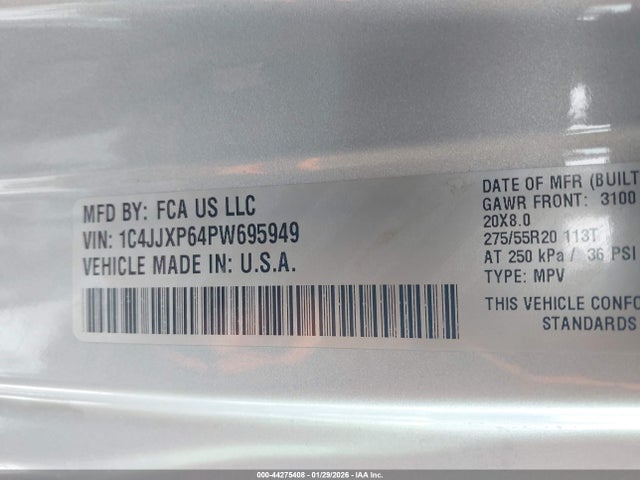 MFD BY: FCA US LLC
VIN: 1C4JJXP64PW695949
VEHICLE MADE IN: U.S.A.
DATE OF MFR (BUILT
GAWR FRONT: 3100
20X8.0
275/55R20 113T
AT 250 kPa / 36 PSI
TYPE: MPV
THIS VEHICLE CONFO
STANDARDS
000-44275408 - 01/29/2026 - IAA Inc.